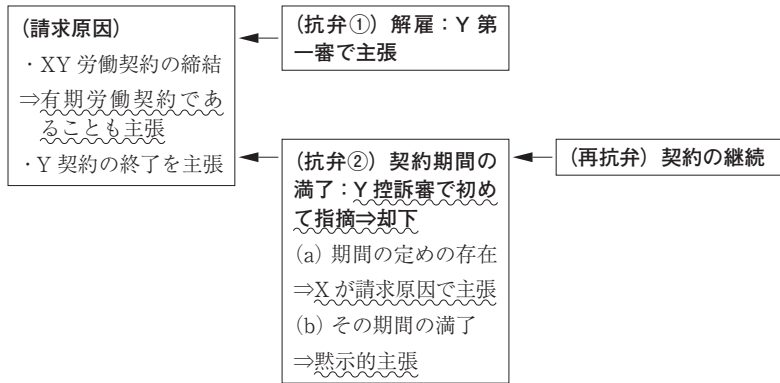 (請求原因)
・XY 労働契約の締結
⇒有期労働契約であ
ることも主張
・Y 契約の終了を主張
(抗弁①) 解雇:Y 第
一審で主張
(抗弁②) 契約期間の
満了:Y 控訴審で初め
て指摘⇒却下
(a) 期間の定めの存在
⇒X が請求原因で主張
(b) その期間の満了
⇒黙示的主張
(再抗弁) 契約の継続